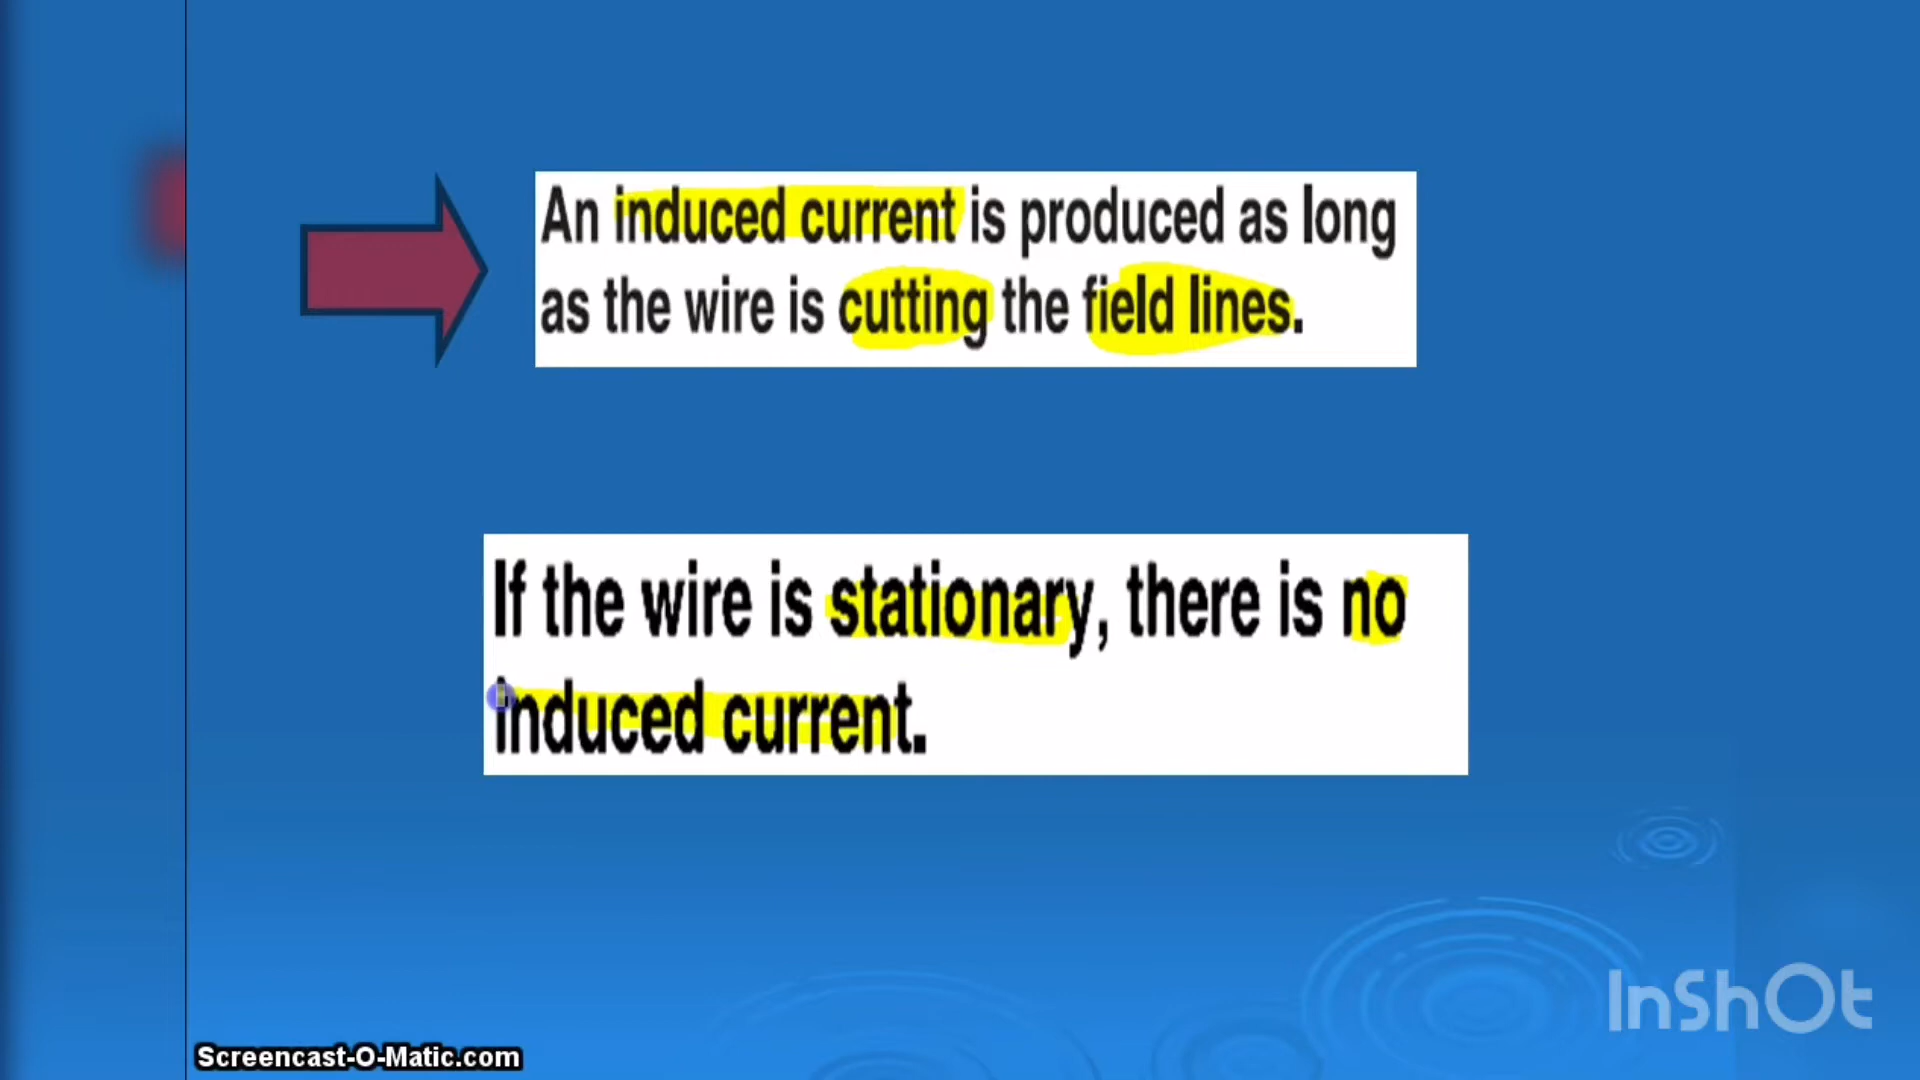 An induced current is produced as long
as the wire is cutting the field lines.
If the wire is stationary, there is no
induced current.
InShOt
Screencast-O-Matic.com